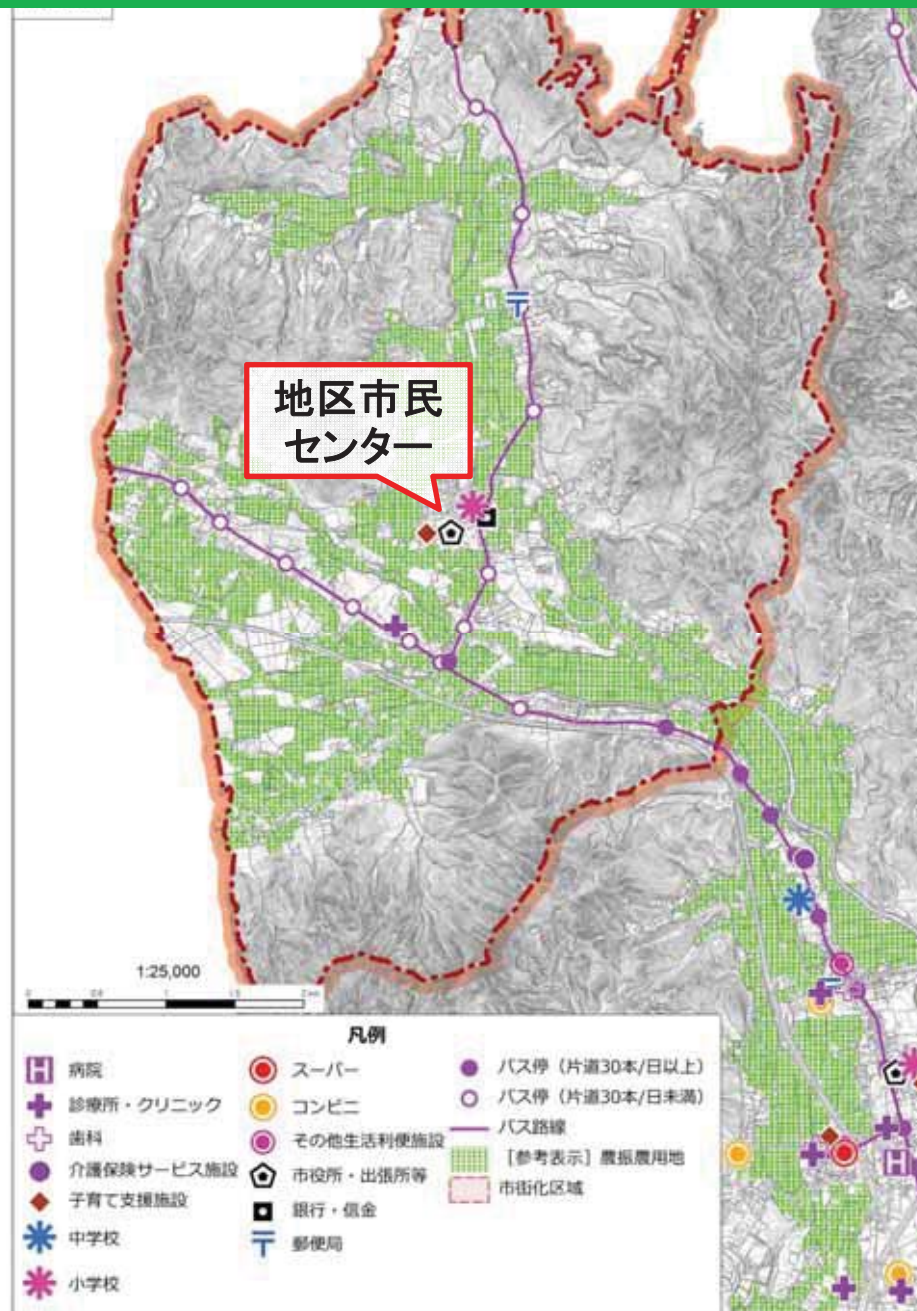 地区市民
センター
1:25,000
凡例
病院
診療所・クリニック
歯科
介護保険サービス施設
子育て支援施設
中学校
小学校
スーパー
コンビニ
その他生活利便施設
市役所・出張所等
銀行・信金
郵便局
バス停（片道30本/日以上）
バス停（片道30本/日未満）
バス路線
［参考表示］農振農用地
市街化区域